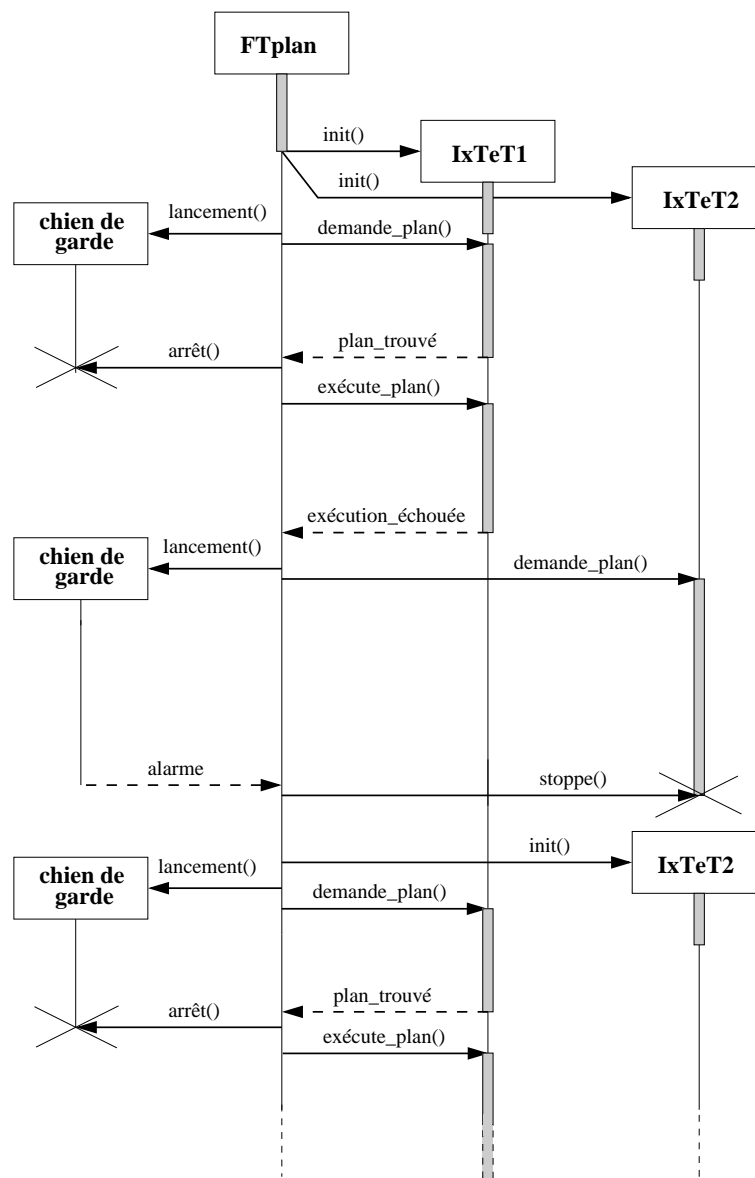 FTplan
init()
IxTeT1
init()
IxTeT2
chien de
garde
lancement()
demande_plan()
plan_trouvé
arrêt()
exécute_plan()
exécution_échouée
chien de
garde
lancement()
demande_plan()
alarme
stoppe()
init()
IxTeT2
chien de
garde
lancement()
demande_plan()
plan_trouvé
arrêt()
exécute_plan()